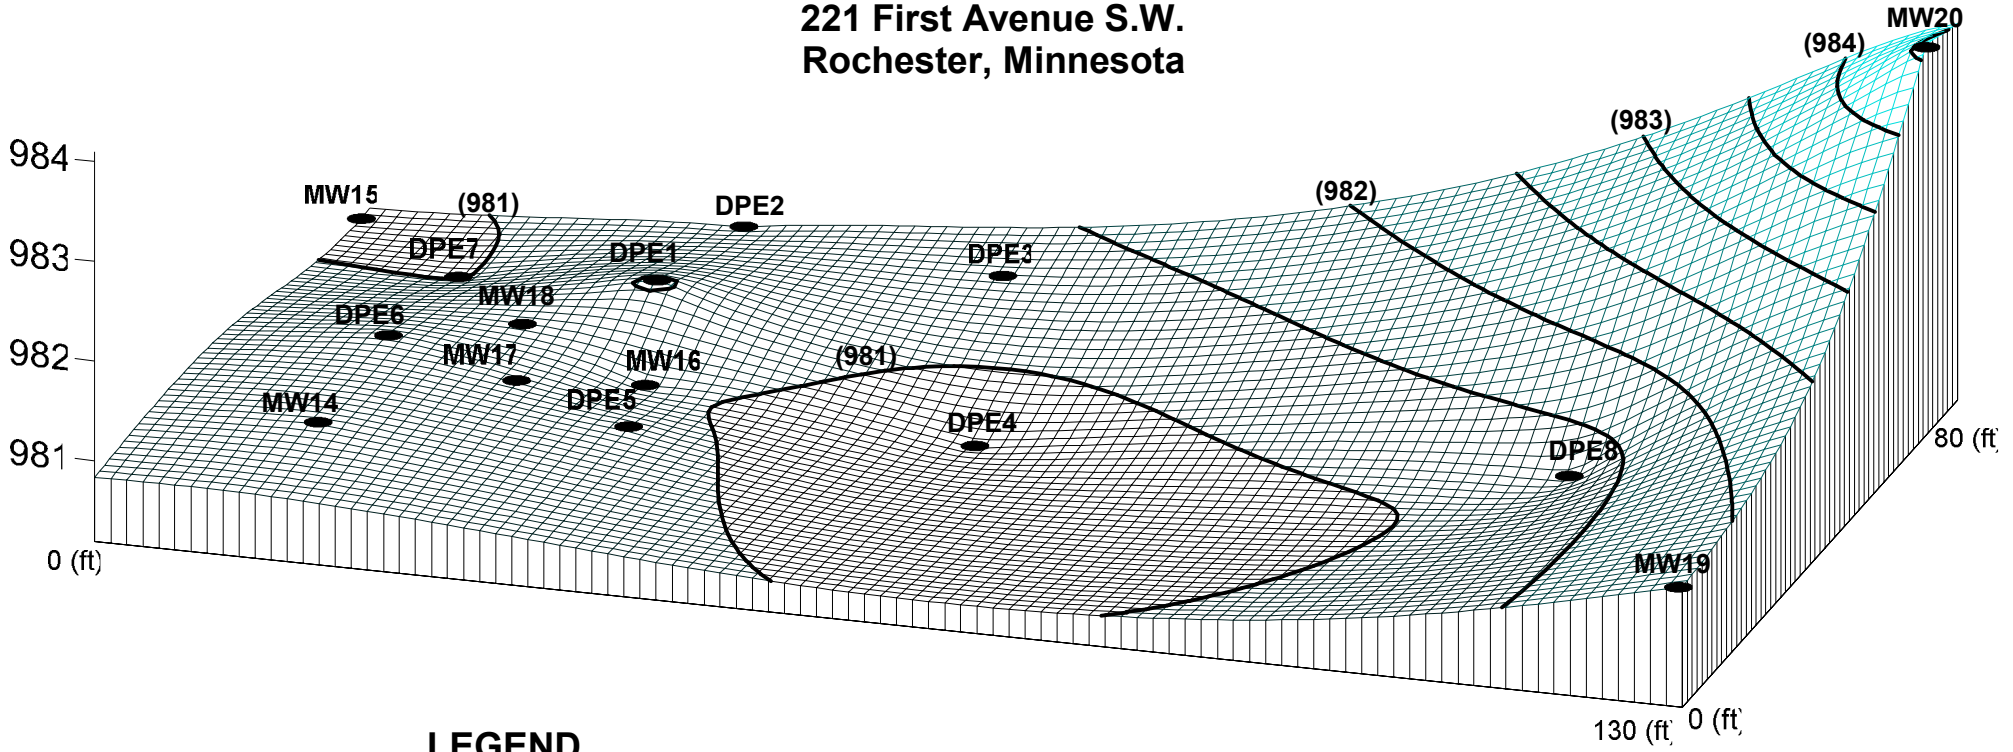 221 First Avenue S.W.
Rochester, Minnesota
MW20
(984)
(983)
984
MW15
(981)
DPE2
(982)
983
DPE7
DPE1
DPE3
MW18
DPE6
982
MW17
MW16
(981)
MW14
DPE5
DPE4
80 (ft)
981
DPE8
0 (ft)
MW19
130 (ft)
0 (ft)
LEGEND